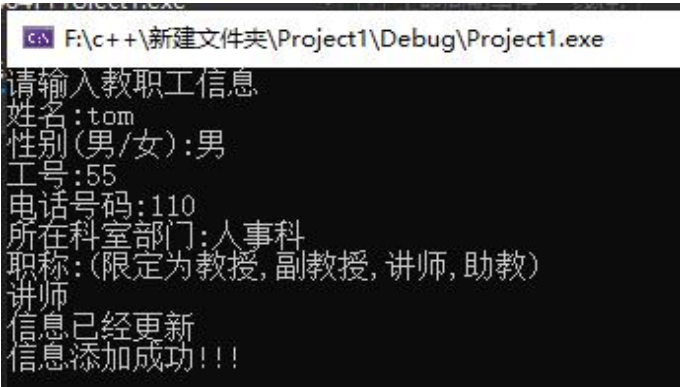 F:\c++\新建文件夹\Project1\Debug\Project1.exe
请输入教职工信息
姓名:tom
性别(男/女):男
工号:55
电话号码:110
所在科室部门:人事科
职称:(限定为教授,副教授,讲师,助教)
讲师
信息已经更新
信息添加成功!!!